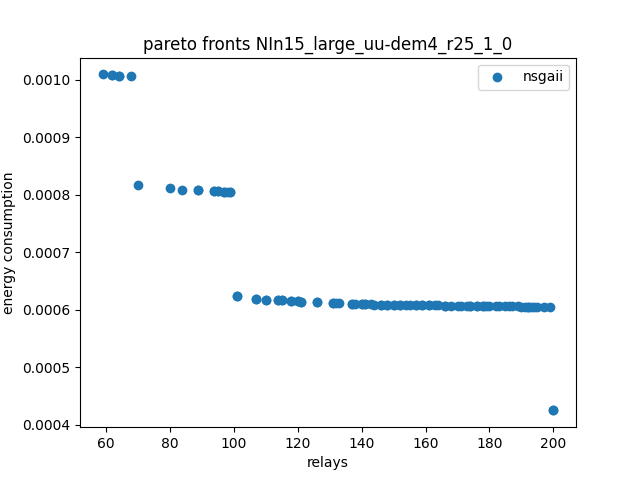 pareto fronts NIn15_large_uu-dem4_r25_1_0
nsgaii
energy consumption
0.0010
0.0009
0.0008
0.0007
0.0006
0.0005
0.0004
60 80 100 120 140 160 180 200
relays